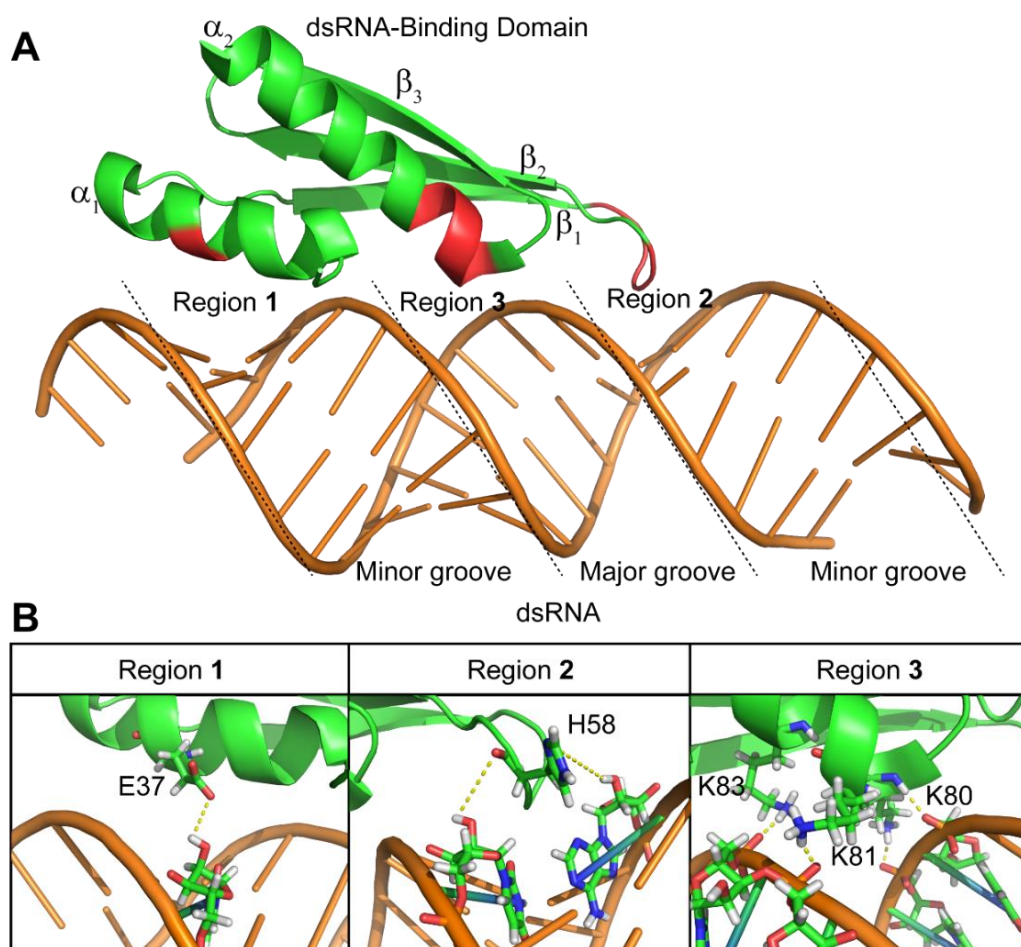 A
dsRNA-Binding Domain
α2
β3
β2
α1
β1
Region 1
Region 3
Region 2
Minor groove
Major groove
Minor groove
dsRNA
B
Region 1
Region 2
Region 3
E37
H58
K83
K80
K81